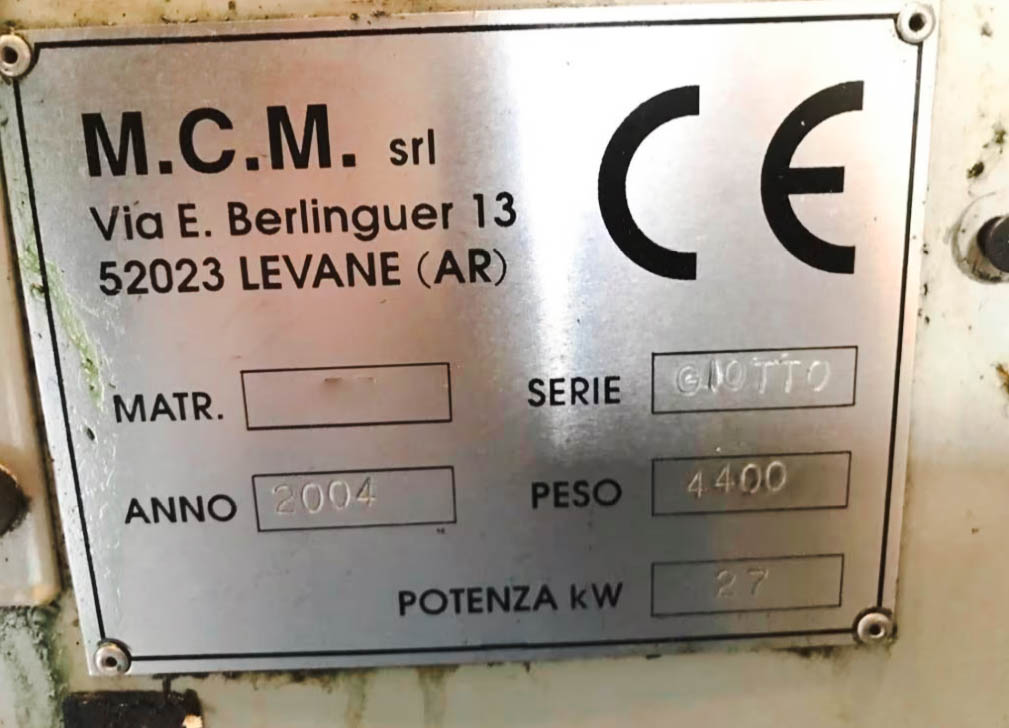 M.C.M. srl CE
Via E. Berlinguer 13
52023 LEVANE (AR)
MATR. SERIE GIOTTO
ANNO 2004 PESO 4400
POTENZA kW 27